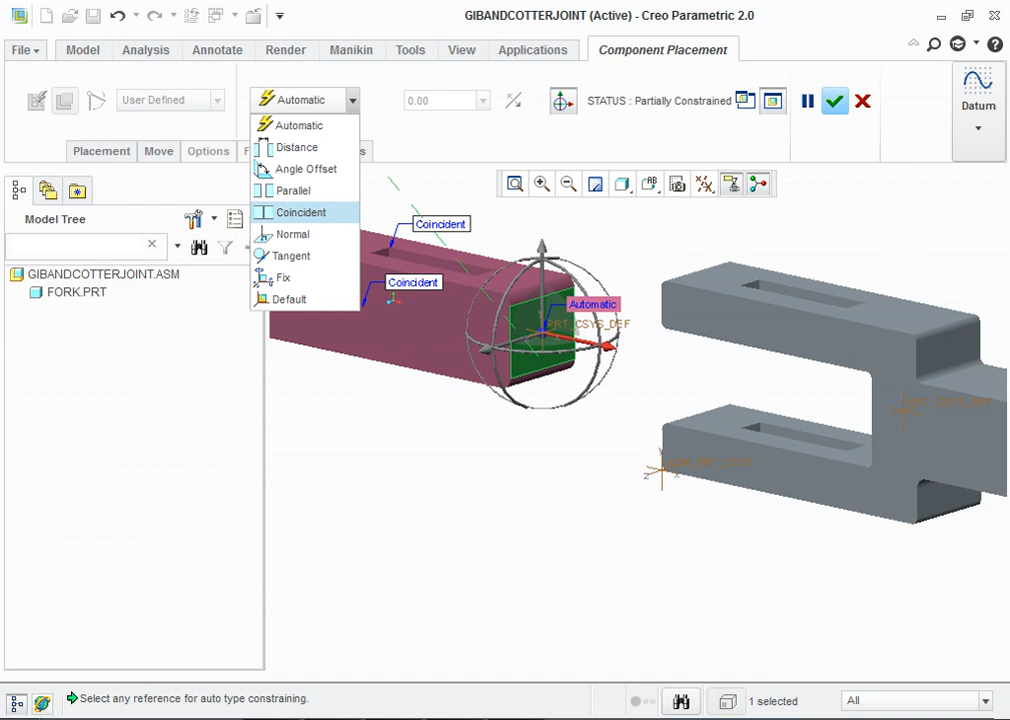 GIBANDCOTTERJOINT (Active) - Creo Parametric 2.0
File
Model
Analysis
Annotate
Render
Manikin
Tools
View
Applications
Component Placement
User Defined
Automatic
0.00
STATUS : Partially Constrained
Datum
Placement
Move
Options
Automatic
Distance
Angle Offset
Parallel
Coincident
Normal
Tangent
Fix
Default
Model Tree
GIBANDCOTTERJOINT.ASM
FORK.PRT
Coincident
Coincident
Automatic
PRT_CSYS_DEF
PRT_CSYS_DEF
Select any reference for auto type constraining.
1 selected
All